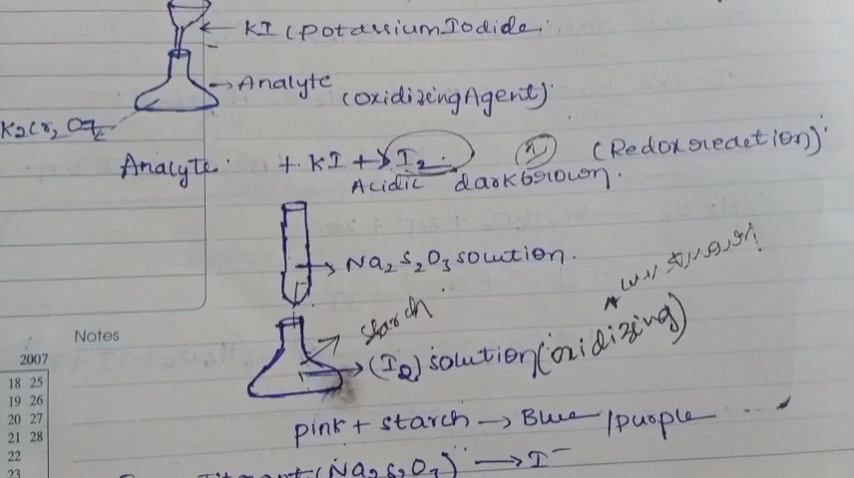 KI (Potassium Iodide.
Analyte
(oxidizing Agent).
K2Cr2O7
Analyte. + KI + → I2. (1) (Redox reaction).
Acidic dark brown.
Na2S2O3 solution.
starch
(I2) solution (oxidizing)
pink + starch → Blue / purple
(Na2S2O3) → I-
Notes
2007
18 25
19 26
20 27
21 28
22
23